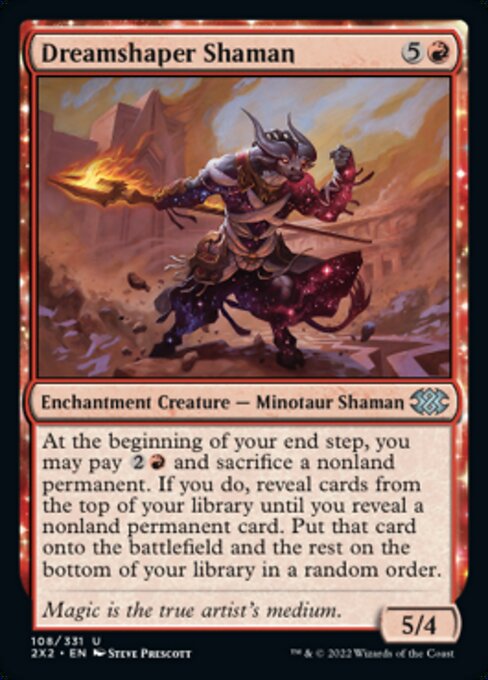 Dreamshaper Shaman 5
Enchantment Creature — Minotaur Shaman
At the beginning of your end step, you
may pay 2 and sacrifice a nonland
permanent. If you do, reveal cards from
the top of your library until you reveal a
nonland permanent card. Put that card
onto the battlefield and the rest on the
bottom of your library in a random order.
Magic is the true artist's medium.
5/4
108/331 U
2X2 • EN STEVE PRESCOTT
™ & © 2022 Wizards of the Coast